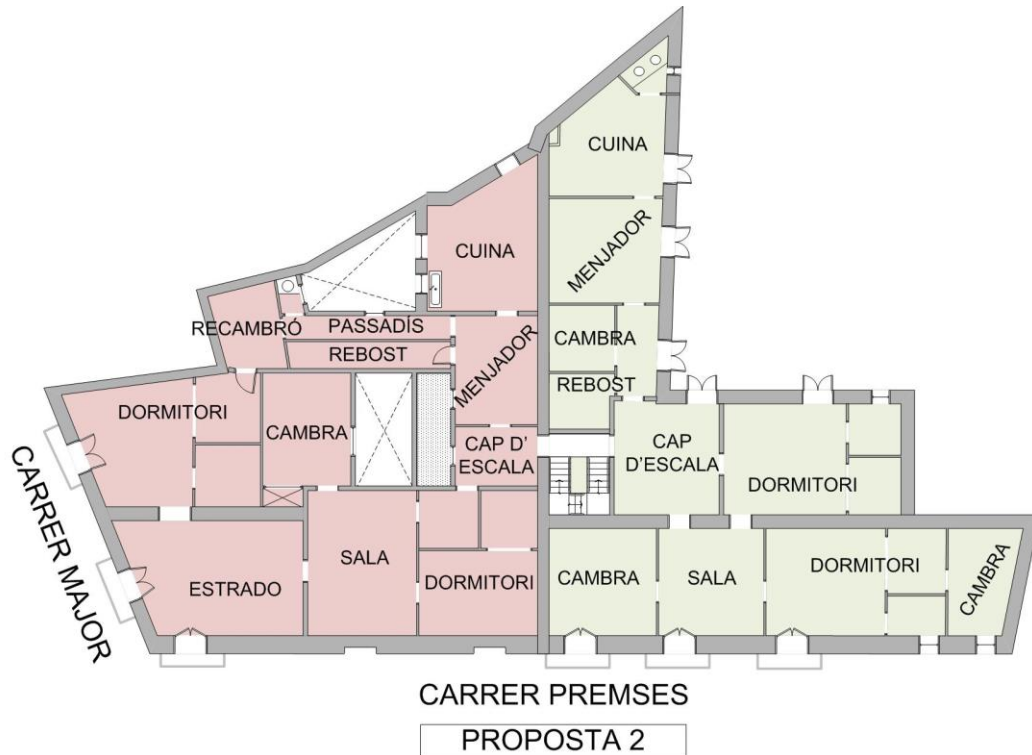 CUINA
MENJADOR
CUINA
RECAMBRÓ
PASSADÍS
REBOST
MENJADOR
CAMBRA
REBOST
DORMITORI
CAMBRA
CAP D'
ESCALA
CAP
D'ESCALA
DORMITORI
SALA
ESTRADO
DORMITORI
CAMBRA
SALA
DORMITORI
CAMBRA
CARRER MAJOR
CARRER PREMSES
PROPOSTA 2